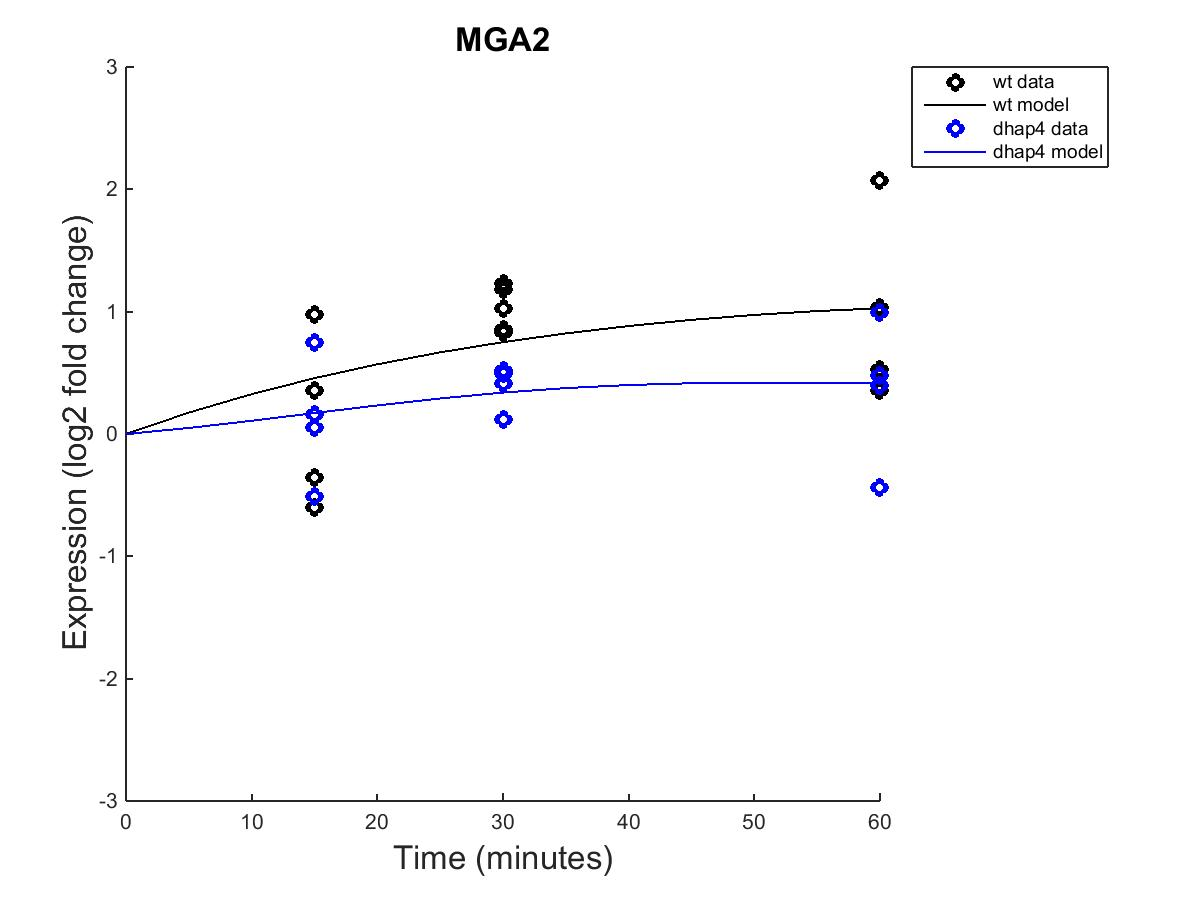 MGA2
wt data
wt model
dhap4 data
dhap4 model
Expression (log2 fold change)
3
2
1
0
-1
-2
-3
0 10 20 30 40 50 60
Time (minutes)